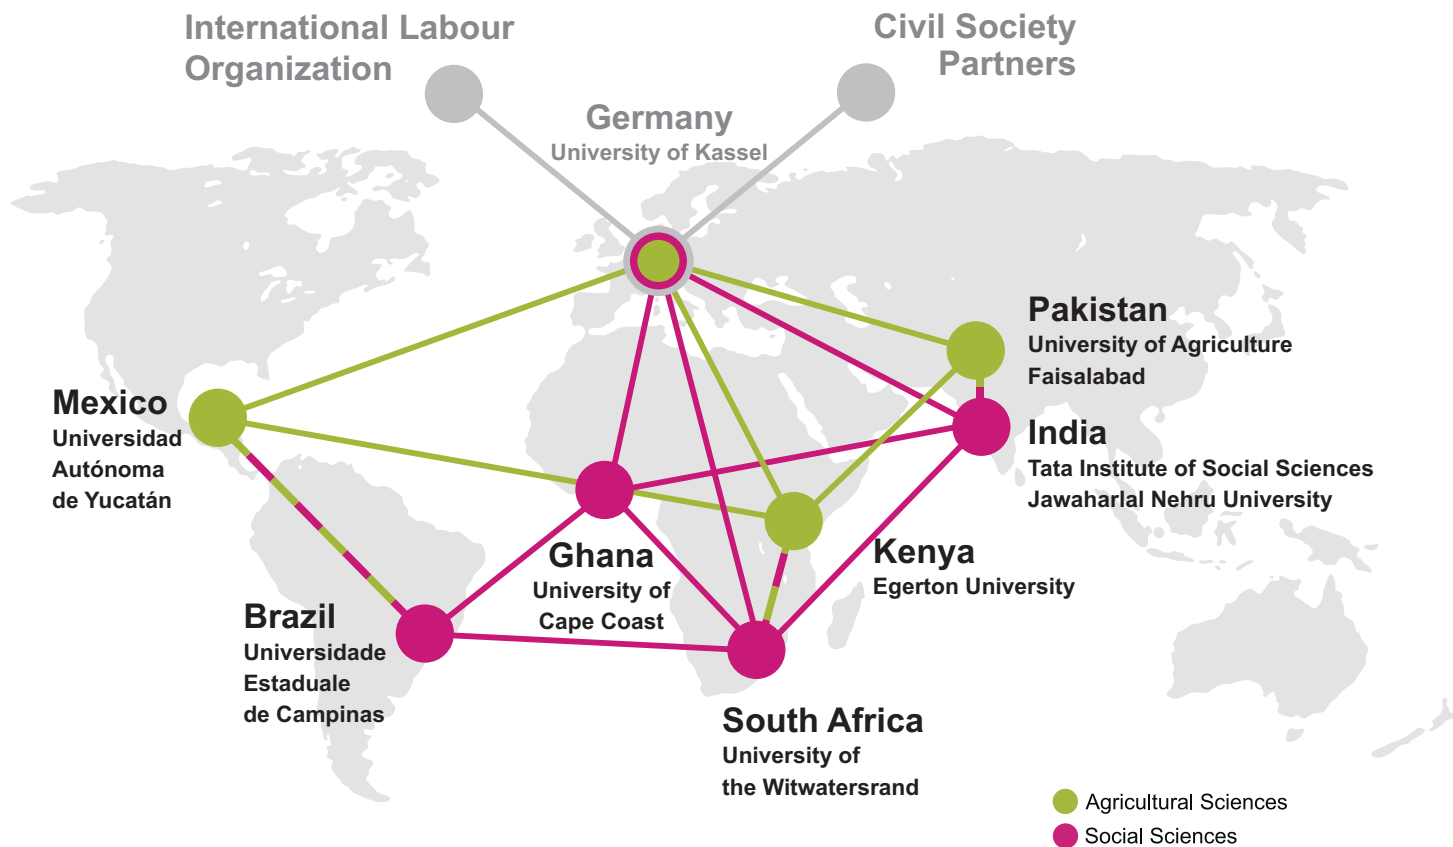 International Labour
Organization
Civil Society
Partners
Germany
University of Kassel
Pakistan
University of Agriculture
Faisalabad
Mexico
Universidad
Autónoma
de Yucatán
India
Tata Institute of Social Sciences
Jawaharlal Nehru University
Ghana
University of
Cape Coast
Kenya
Egerton University
Brazil
Universidade
Estaduale
de Campinas
South Africa
University of
the Witwatersrand
Agricultural Sciences
Social Sciences